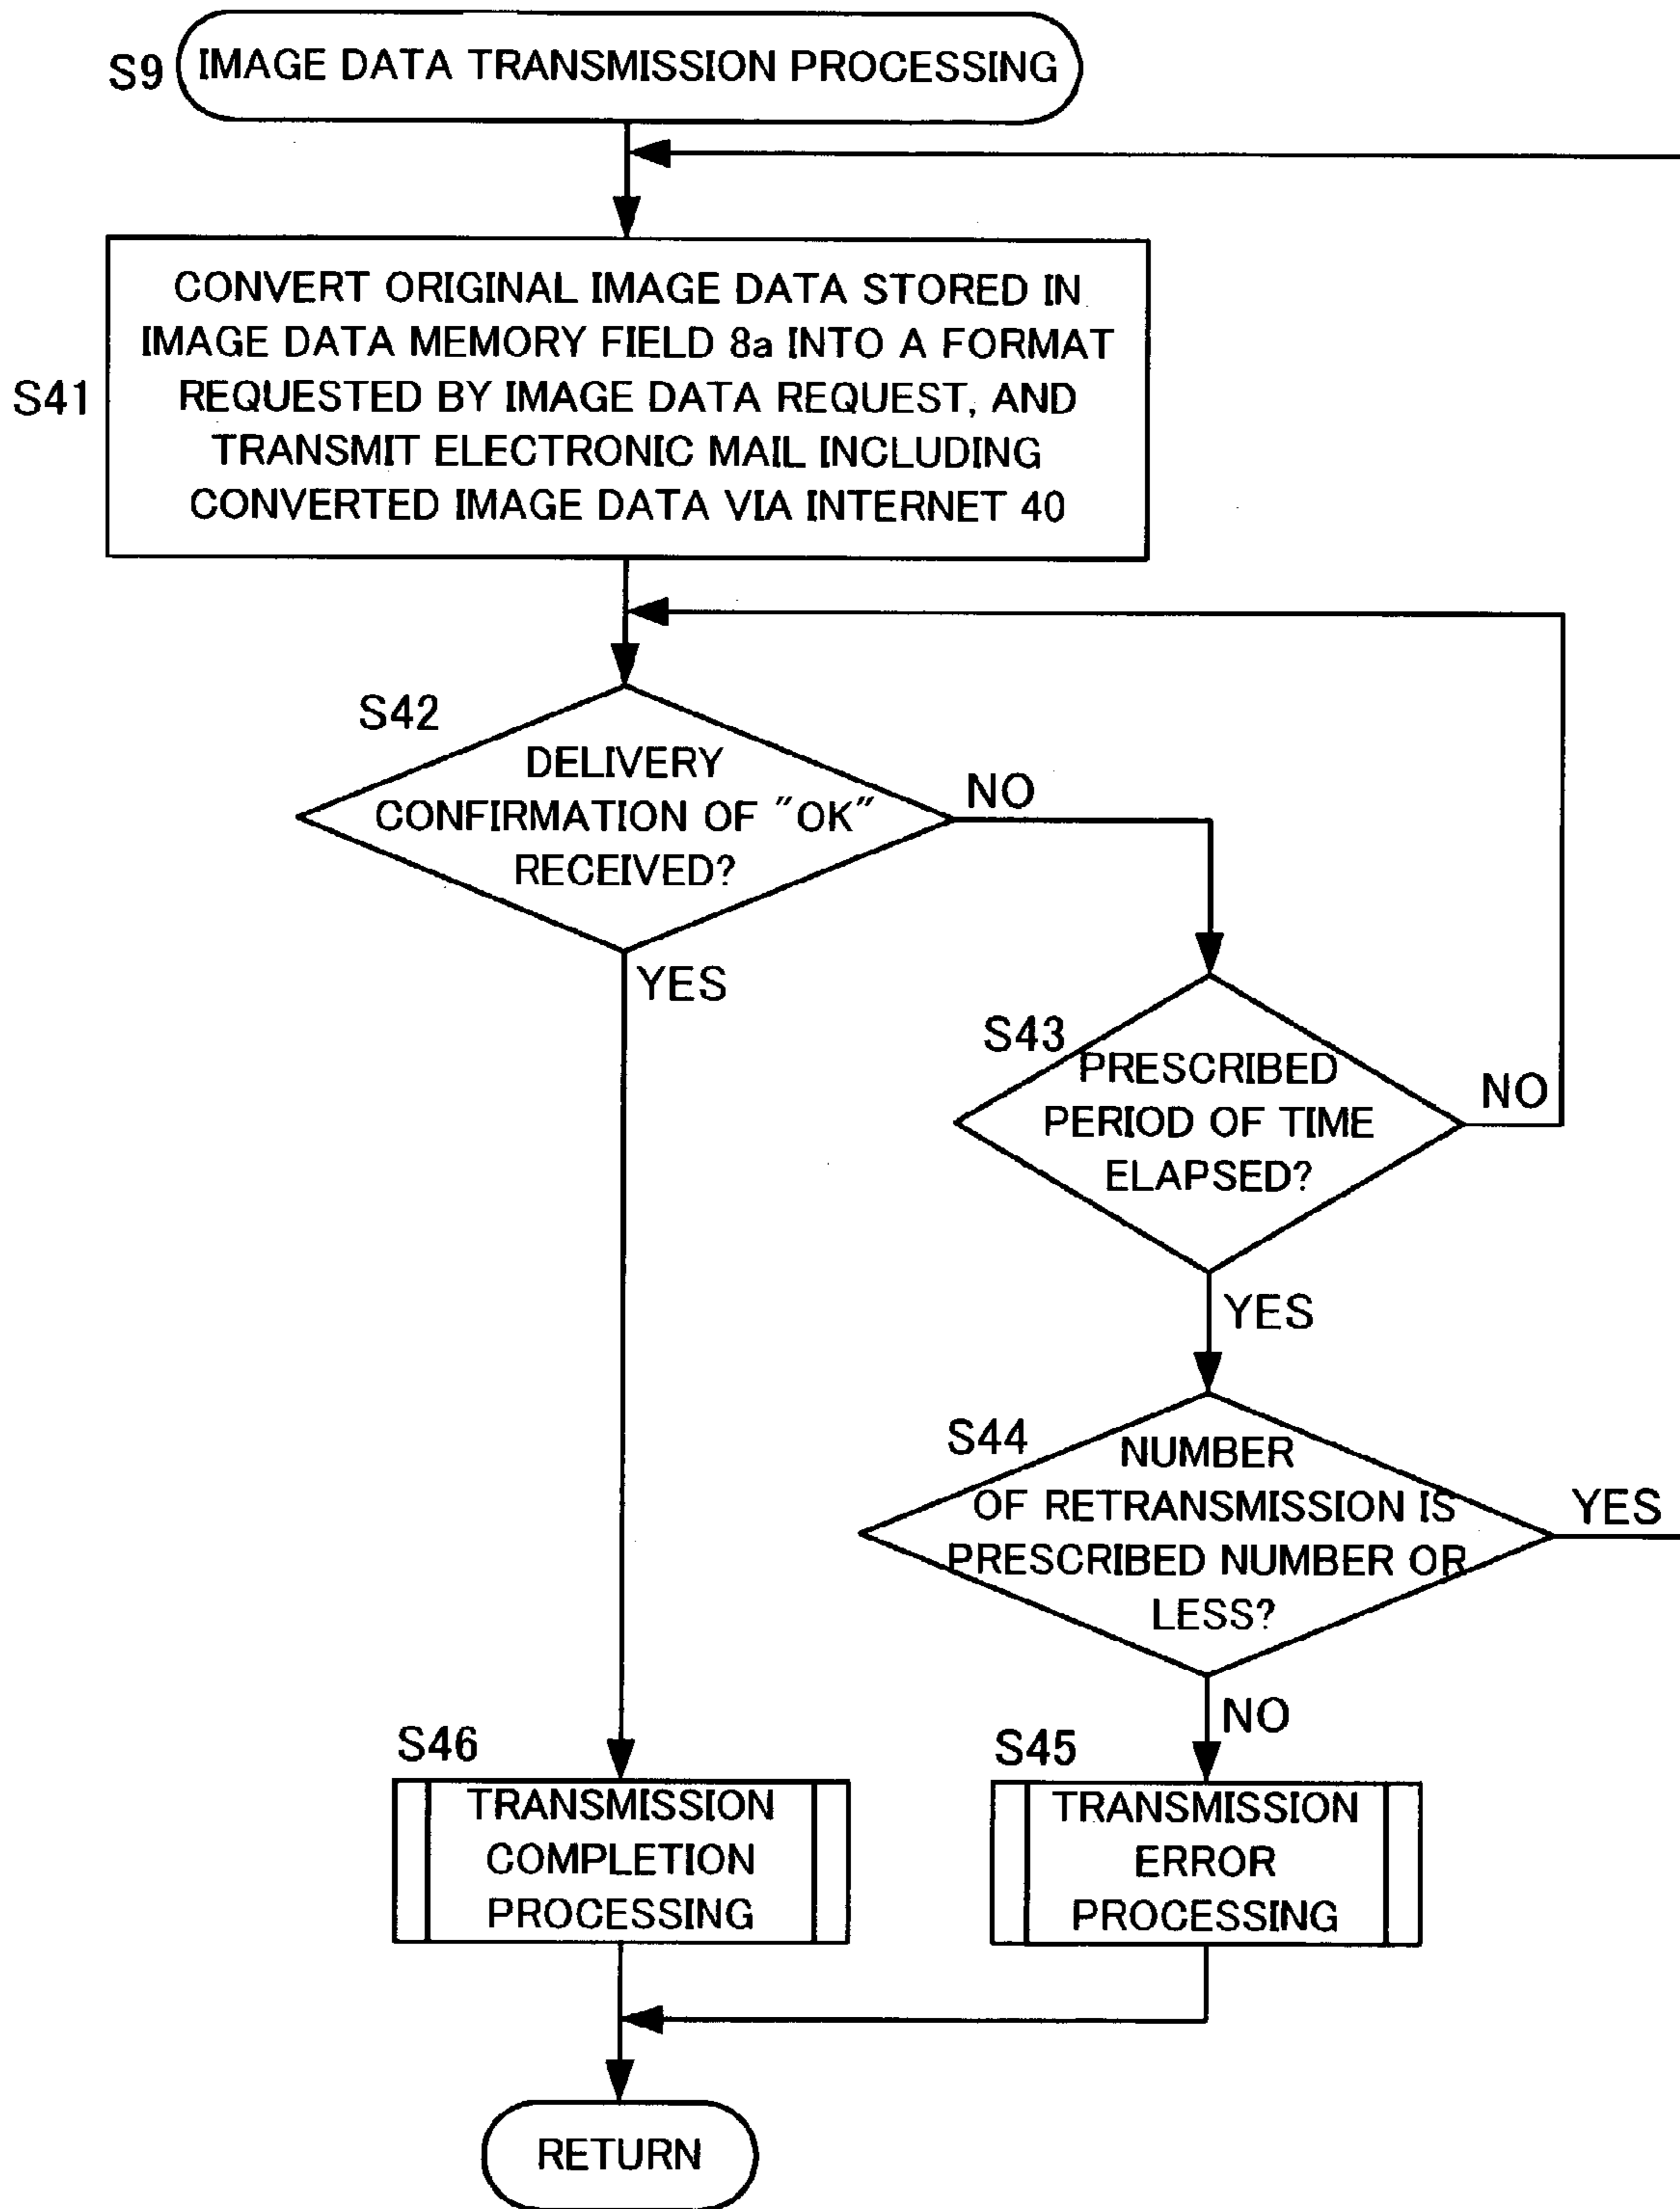 S9
IMAGE DATA TRANSMISSION PROCESSING
S41
CONVERT ORIGINAL IMAGE DATA STORED IN
IMAGE DATA MEMORY FIELD 8a INTO A FORMAT
REQUESTED BY IMAGE DATA REQUEST, AND
TRANSMIT ELECTRONIC MAIL INCLUDING
CONVERTED IMAGE DATA VIA INTERNET 40
S42
DELIVERY
CONFIRMATION OF "OK"
RECEIVED?
NO
YES
S43
PRESCRIBED
PERIOD OF TIME
ELAPSED?
NO
YES
S44
NUMBER
OF RETRANSMISSION IS
PRESCRIBED NUMBER OR
LESS?
YES
NO
S46
TRANSMISSION
COMPLETION
PROCESSING
S45
TRANSMISSION
ERROR
PROCESSING
RETURN